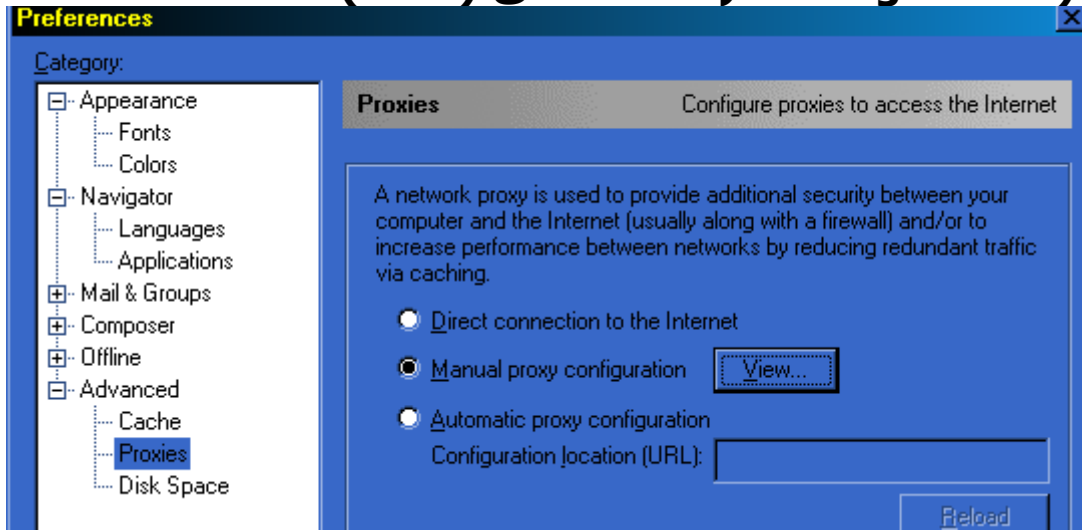 Preferences
Category:
Appearance
Fonts
Colors
Navigator
Languages
Applications
Mail & Groups
Composer
Offline
Advanced
Cache
Proxies
Disk Space
Proxies Configure proxies to access the Internet
A network proxy is used to provide additional security between your
computer and the Internet (usually along with a firewall) and/or to
increase performance between networks by reducing redundant traffic
via caching.
Direct connection to the Internet
Manual proxy configuration View...
Automatic proxy configuration
Configuration location (URL):
Reload